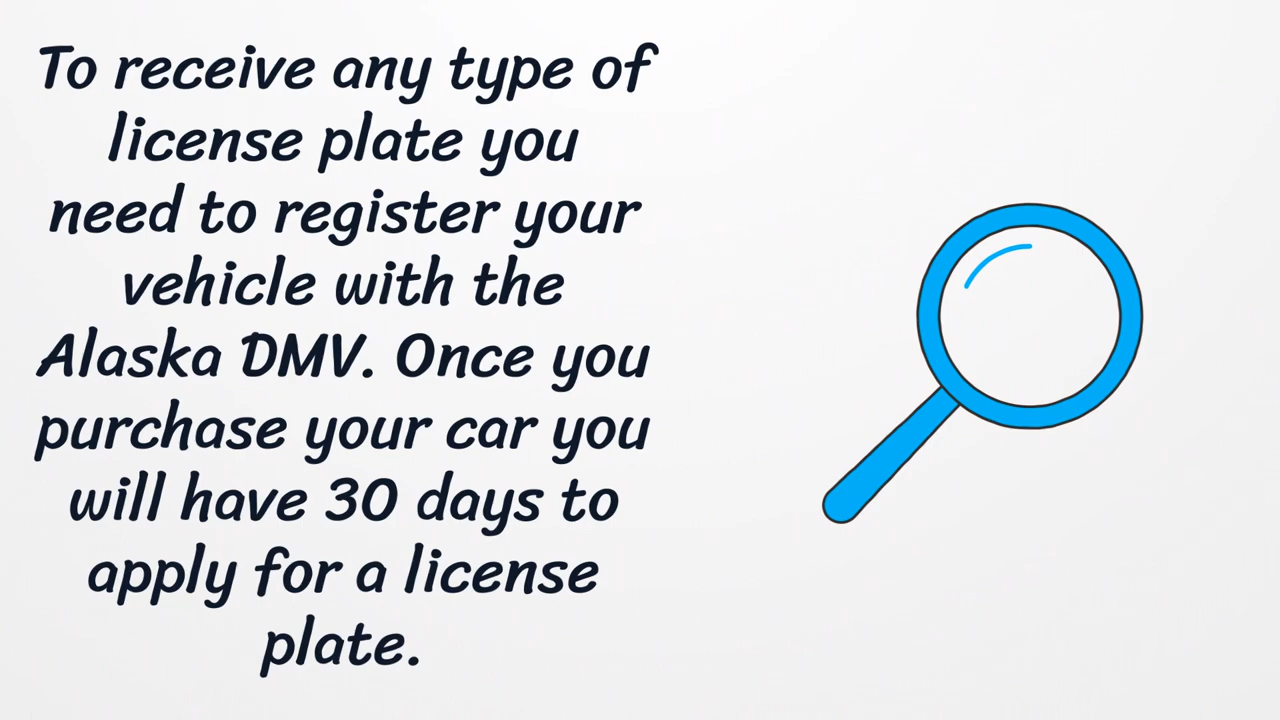 To receive any type of
license plate you
need to register your
vehicle with the
Alaska DMV. Once you
purchase your car you
will have 30 days to
apply for a license
plate.